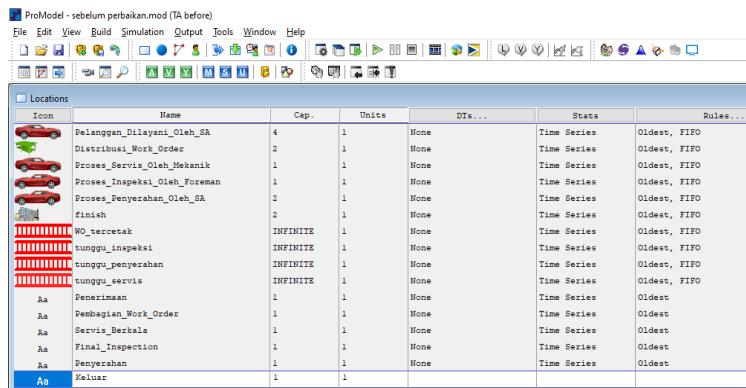 ProModel - sebelum perbaikan.mod (TA before)
File Edit View Build Simulation Output Tools Window Help
Locations
Icon Name Cap. Units DTs... Stats Rules...
Pelanggan_Dilayani_Oleh_SA 4 1 None Time Series Oldest, FIFO
Distribusi_Work_Order 2 1 None Time Series Oldest, FIFO
Proses_Servis_Oleh_Mekanik 1 1 None Time Series Oldest, FIFO
Proses_Inspeksi_Oleh_Foreman 1 1 None Time Series Oldest, FIFO
Proses_Penyerahan_Oleh_SA 2 1 None Time Series Oldest, FIFO
finish 2 1 None Time Series Oldest, FIFO
WO_tercetak INFINITE 1 None Time Series Oldest, FIFO
tunggu_inspeksi INFINITE 1 None Time Series Oldest, FIFO
tunggu_penyerahan INFINITE 1 None Time Series Oldest, FIFO
tunggu_servis INFINITE 1 None Time Series Oldest, FIFO
Aa Penerimaan 1 1 None Time Series Oldest
Aa Pembagian_Work_Order 1 1 None Time Series Oldest
Aa Servis_Berkala 1 1 None Time Series Oldest
Aa Final_Inspection 1 1 None Time Series Oldest
Aa Penyerahan 1 1 None Time Series Oldest
Aa Keluar 1 1